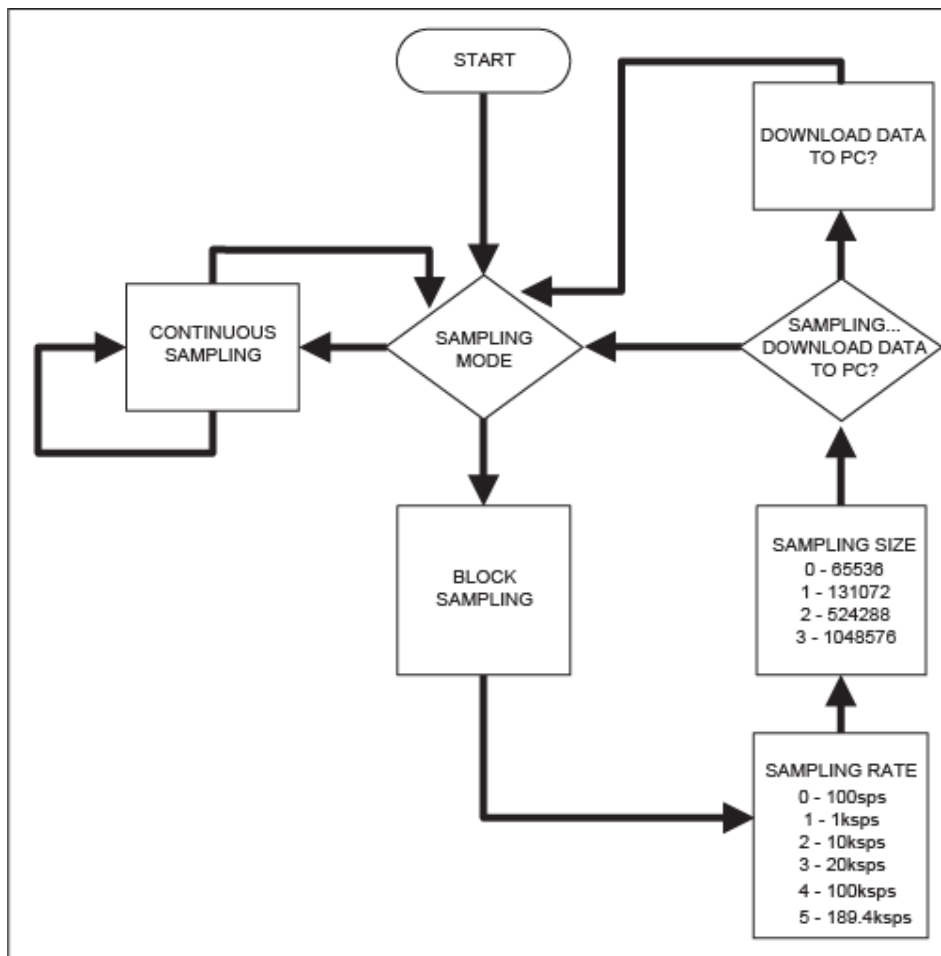 START
DOWNLOAD DATA
TO PC?
CONTINUOUS
SAMPLING
SAMPLING
MODE
SAMPLING...
DOWNLOAD DATA
TO PC?
BLOCK
SAMPLING
SAMPLING SIZE
0 - 65536
1 - 131072
2 - 524288
3 - 1048576
SAMPLING RATE
0 - 100sps
1 - 1ksps
2 - 10ksps
3 - 20ksps
4 - 100ksps
5 - 189.4ksps